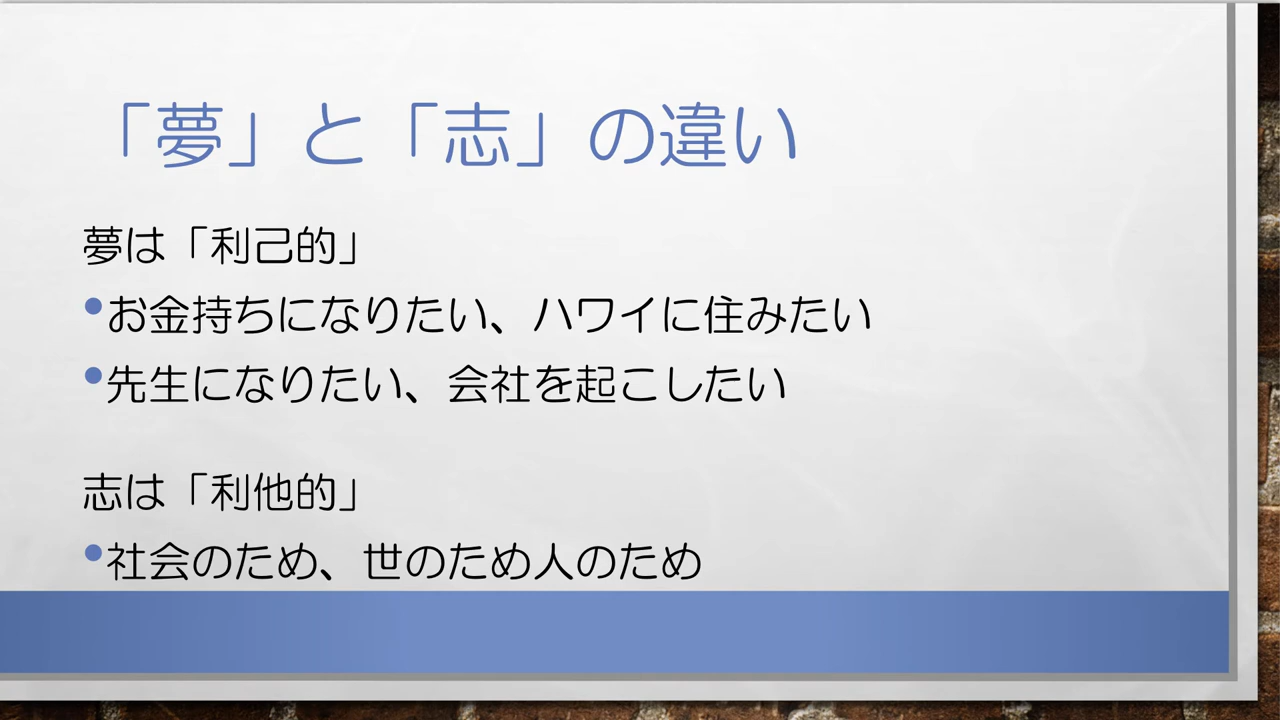 「夢」と「志」の違い
夢は「利己的」
•お金持ちになりたい、ハワイに住みたい
•先生になりたい、会社を起こしたい
志は「利他的」
•社会のため、世のため人のため